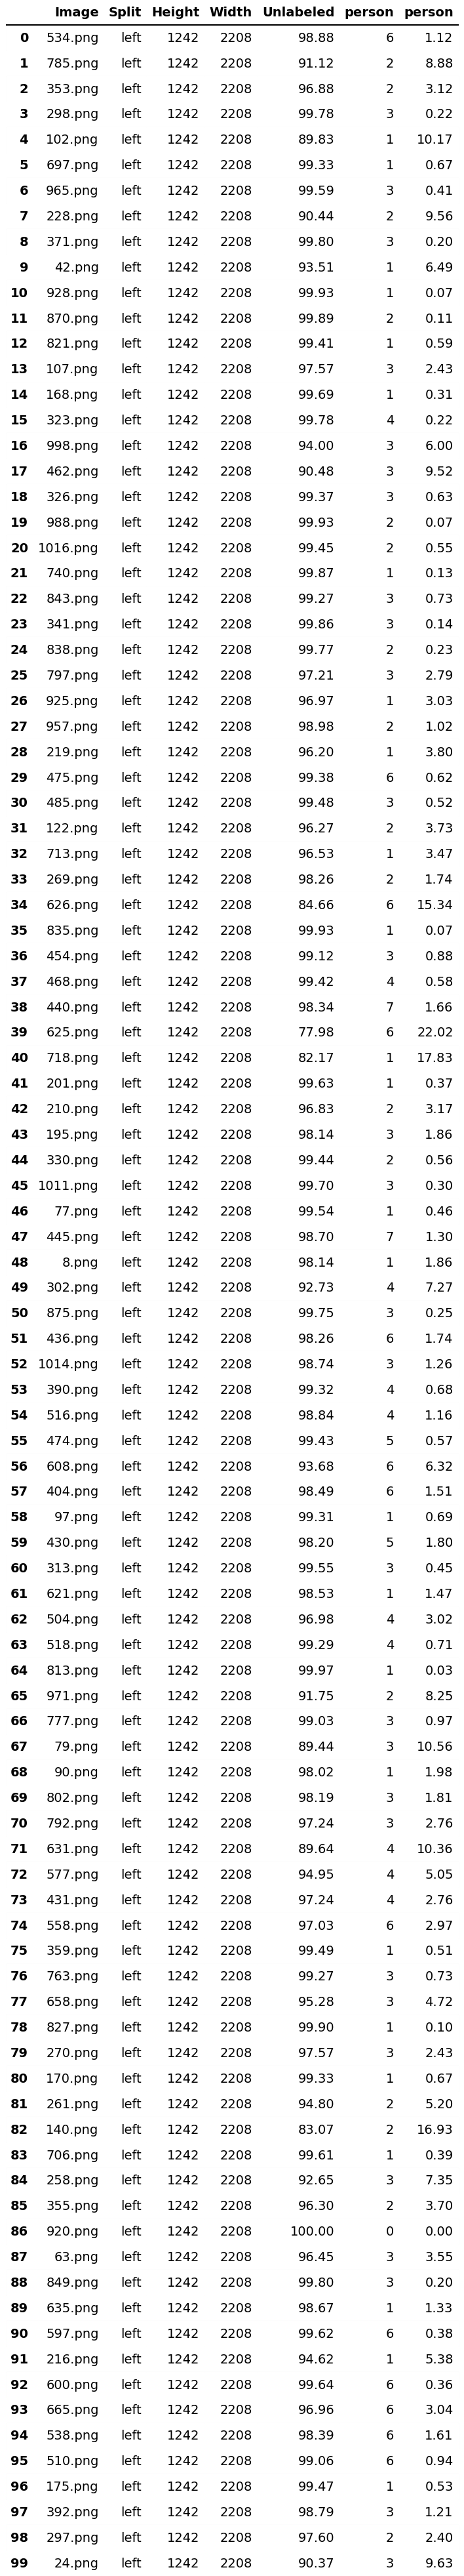 Image Split Height Width Unlabeled person person
0 534.png left 1242 2208 98.88 6 1.12
1 785.png left 1242 2208 91.12 2 8.88
2 353.png left 1242 2208 96.88 2 3.12
3 298.png left 1242 2208 99.78 3 0.22
4 102.png left 1242 2208 89.83 1 10.17
5 697.png left 1242 2208 99.33 1 0.67
6 965.png left 1242 2208 99.59 3 0.41
7 228.png left 1242 2208 90.44 2 9.56
8 371.png left 1242 2208 99.80 3 0.20
9 42.png left 1242 2208 93.51 1 6.49
10 928.png left 1242 2208 99.93 1 0.07
11 870.png left 1242 2208 99.89 2 0.11
12 821.png left 1242 2208 99.41 1 0.59
13 107.png left 1242 2208 97.57 3 2.43
14 168.png left 1242 2208 99.69 1 0.31
15 323.png left 1242 2208 99.78 4 0.22
16 998.png left 1242 2208 94.00 3 6.00
17 462.png left 1242 2208 90.48 3 9.52
18 326.png left 1242 2208 99.37 3 0.63
19 988.png left 1242 2208 99.93 2 0.07
20 1016.png left 1242 2208 99.45 2 0.55
21 740.png left 1242 2208 99.87 1 0.13
22 843.png left 1242 2208 99.27 3 0.73
23 341.png left 1242 2208 99.86 3 0.14
24 838.png left 1242 2208 99.77 2 0.23
25 797.png left 1242 2208 97.21 3 2.79
26 925.png left 1242 2208 96.97 1 3.03
27 957.png left 1242 2208 98.98 2 1.02
28 219.png left 1242 2208 96.20 1 3.80
29 475.png left 1242 2208 99.38 6 0.62
30 485.png left 1242 2208 99.48 3 0.52
31 122.png left 1242 2208 96.27 2 3.73
32 713.png left 1242 2208 96.53 1 3.47
33 269.png left 1242 2208 98.26 2 1.74
34 626.png left 1242 2208 84.66 6 15.34
35 835.png left 1242 2208 99.93 1 0.07
36 454.png left 1242 2208 99.12 3 0.88
37 468.png left 1242 2208 99.42 4 0.58
38 440.png left 1242 2208 98.34 7 1.66
39 625.png left 1242 2208 77.98 6 22.02
40 718.png left 1242 2208 82.17 1 17.83
41 201.png left 1242 2208 99.63 1 0.37
42 210.png left 1242 2208 96.83 2 3.17
43 195.png left 1242 2208 98.14 3 1.86
44 330.png left 1242 2208 99.44 2 0.56
45 1011.png left 1242 2208 99.70 3 0.30
46 77.png left 1242 2208 99.54 1 0.46
47 445.png left 1242 2208 98.70 7 1.30
48 8.png left 1242 2208 98.14 1 1.86
49 302.png left 1242 2208 92.73 4 7.27
50 875.png left 1242 2208 99.75 3 0.25
51 436.png left 1242 2208 98.26 6 1.74
52 1014.png left 1242 2208 98.74 3 1.26
53 390.png left 1242 2208 99.32 4 0.68
54 516.png left 1242 2208 98.84 4 1.16
55 474.png left 1242 2208 99.43 5 0.57
56 608.png left 1242 2208 93.68 6 6.32
57 404.png left 1242 2208 98.49 6 1.51
58 97.png left 1242 2208 99.31 1 0.69
59 430.png left 1242 2208 98.20 5 1.80
60 313.png left 1242 2208 99.55 3 0.45
61 621.png left 1242 2208 98.53 1 1.47
62 504.png left 1242 2208 96.98 4 3.02
63 518.png left 1242 2208 99.29 4 0.71
64 813.png left 1242 2208 99.97 1 0.03
65 971.png left 1242 2208 91.75 2 8.25
66 777.png left 1242 2208 99.03 3 0.97
67 79.png left 1242 2208 89.44 3 10.56
68 90.png left 1242 2208 98.02 1 1.98
69 802.png left 1242 2208 98.19 3 1.81
70 792.png left 1242 2208 97.24 3 2.76
71 631.png left 1242 2208 89.64 4 10.36
72 577.png left 1242 2208 94.95 4 5.05
73 431.png left 1242 2208 97.24 4 2.76
74 558.png left 1242 2208 97.03 6 2.97
75 359.png left 1242 2208 99.49 1 0.51
76 763.png left 1242 2208 99.27 3 0.73
77 658.png left 1242 2208 95.28 3 4.72
78 827.png left 1242 2208 99.90 1 0.10
79 270.png left 1242 2208 97.57 3 2.43
80 170.png left 1242 2208 99.33 1 0.67
81 261.png left 1242 2208 94.80 2 5.20
82 140.png left 1242 2208 83.07 2 16.93
83 706.png left 1242 2208 99.61 1 0.39
84 258.png left 1242 2208 92.65 3 7.35
85 355.png left 1242 2208 96.30 2 3.70
86 920.png left 1242 2208 100.00 0 0.00
87 63.png left 1242 2208 96.45 3 3.55
88 849.png left 1242 2208 99.80 3 0.20
89 635.png left 1242 2208 98.67 1 1.33
90 597.png left 1242 2208 99.62 6 0.38
91 216.png left 1242 2208 94.62 1 5.38
92 600.png left 1242 2208 99.64 6 0.36
93 665.png left 1242 2208 96.96 6 3.04
94 538.png left 1242 2208 98.39 6 1.61
95 510.png left 1242 2208 99.06 6 0.94
96 175.png left 1242 2208 99.47 1 0.53
97 392.png left 1242 2208 98.79 3 1.21
98 297.png left 1242 2208 97.60 2 2.40
99 24.png left 1242 2208 90.37 3 9.63